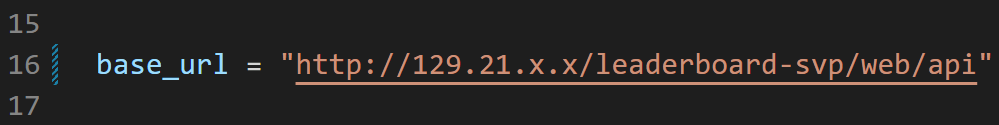 15
16 base_url = "http://129.21.x.x/leaderboard-svp/web/api"
17